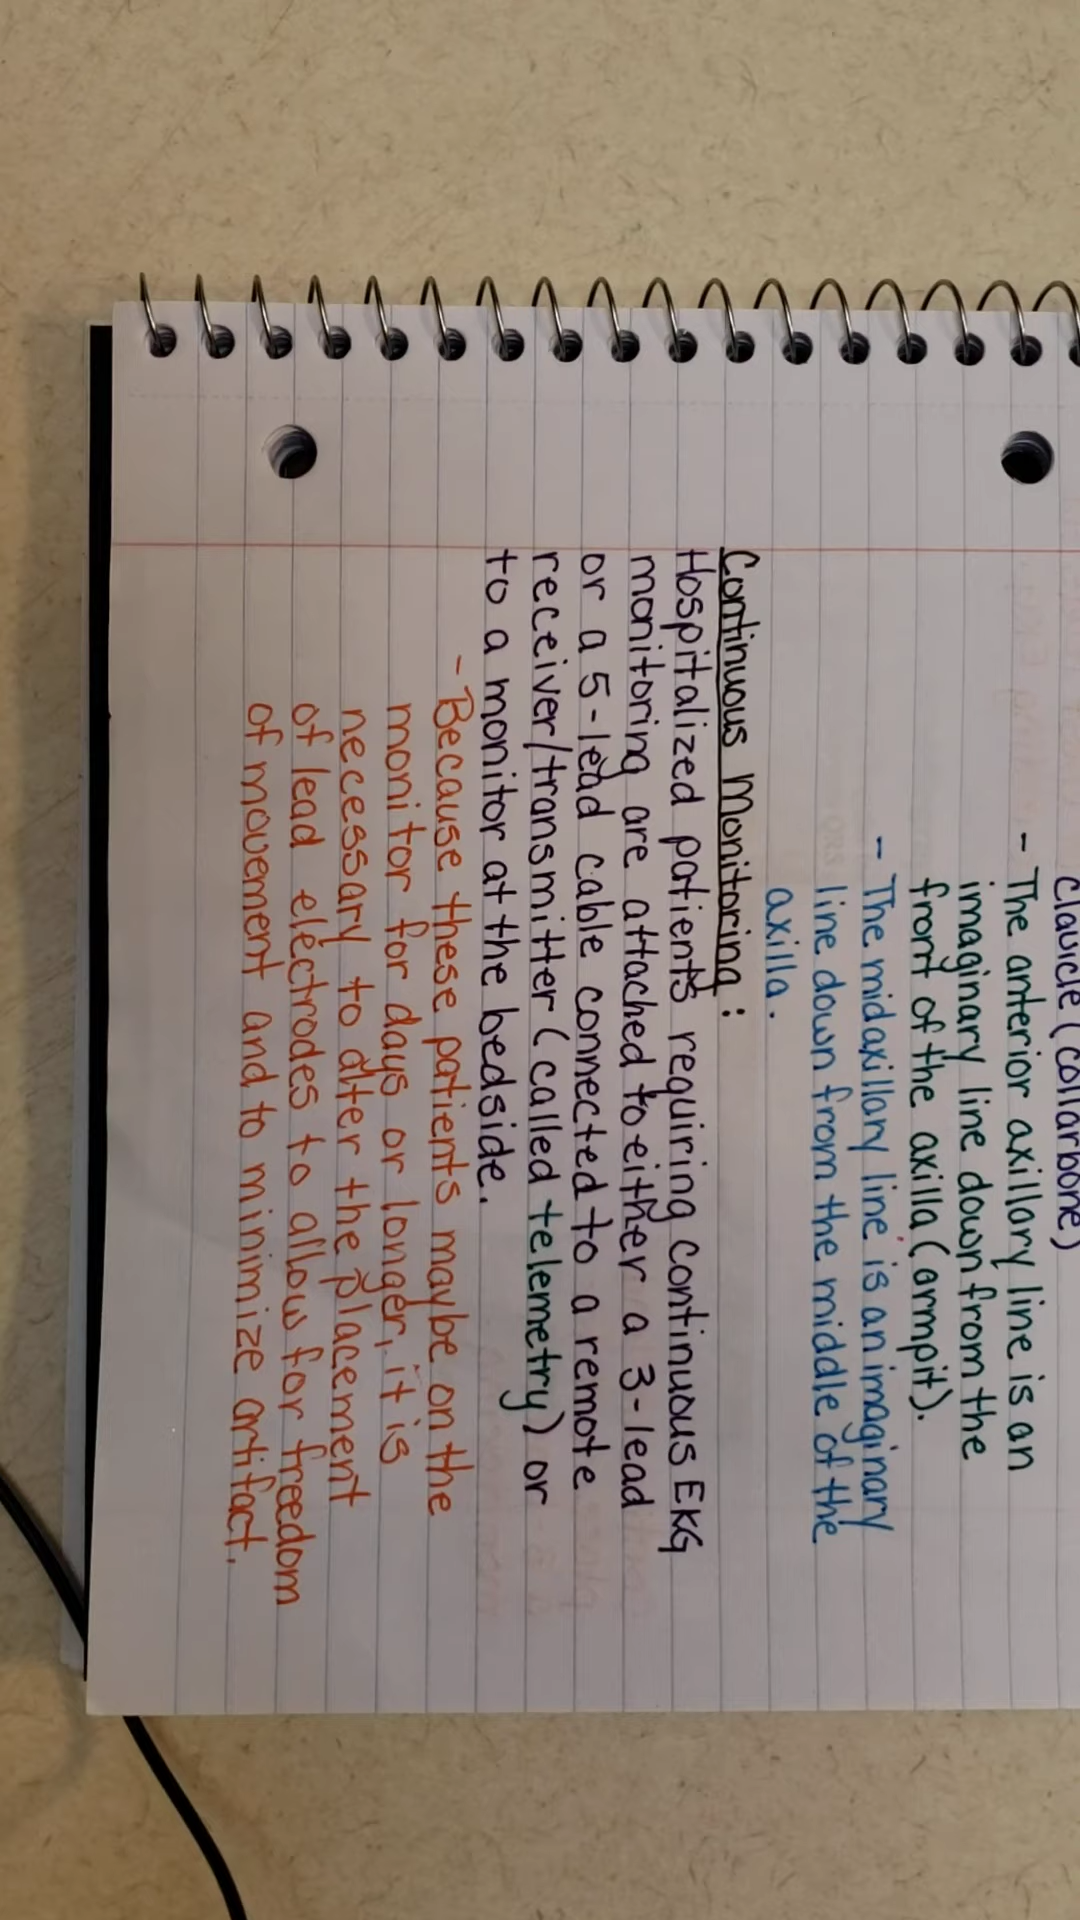 clavicle (collarbone)
- The anterior axillary line is an
imaginary line down from the
front of the axilla (armpit).
- The midaxillary line is an imaginary
line down from the middle of the
axilla.
Continuous Monitoring:
Hospitalized patients requiring continuous EKG
monitoring are attached to either a 3-lead
or a 5-lead cable connected to a remote
receiver/transmitter (called telemetry) or
to a monitor at the bedside.
- Because these patients maybe on the
monitor for days or longer, it is
necessary to alter the placement
of lead electrodes to allow for freedom
of movement and to minimize artifact.